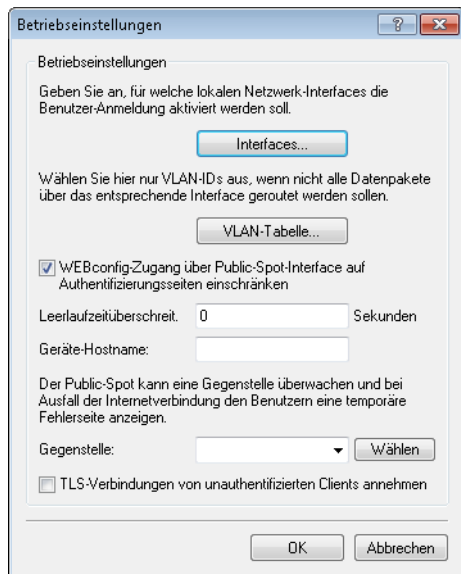 Betriebseinstellungen
Betriebseinstellungen
Geben Sie an, für welche lokalen Netzwerk-Interfaces die
Benutzer-Anmeldung aktiviert werden soll.
Interfaces...
Wählen Sie hier nur VLAN-IDs aus, wenn nicht alle Datenpakete
über das entsprechende Interface geroutet werden sollen.
VLAN-Tabelle...
WEBconfig-Zugang über Public-Spot-Interface auf
Authentifizierungsseiten einschränken
Leerlaufzeitüberschreit. 0 Sekunden
Geräte-Hostname:
Der Public-Spot kann eine Gegenstelle überwachen und bei
Ausfall der Internetverbindung den Benutzern eine temporäre
Fehlerseite anzeigen.
Gegenstelle: Wählen
TLS-Verbindungen von unauthentifizierten Clients annehmen
OK Abbrechen